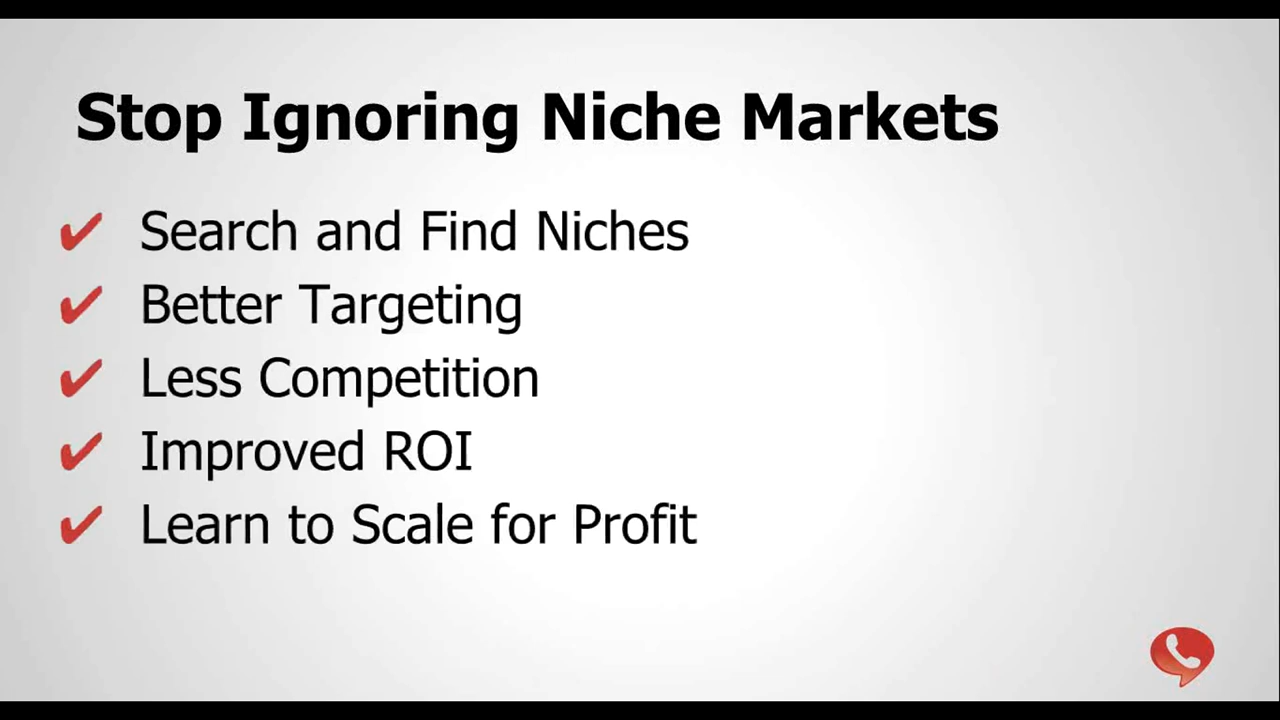 Stop Ignoring Niche Markets
✔ Search and Find Niches
✔ Better Targeting
✔ Less Competition
✔ Improved ROI
✔ Learn to Scale for Profit